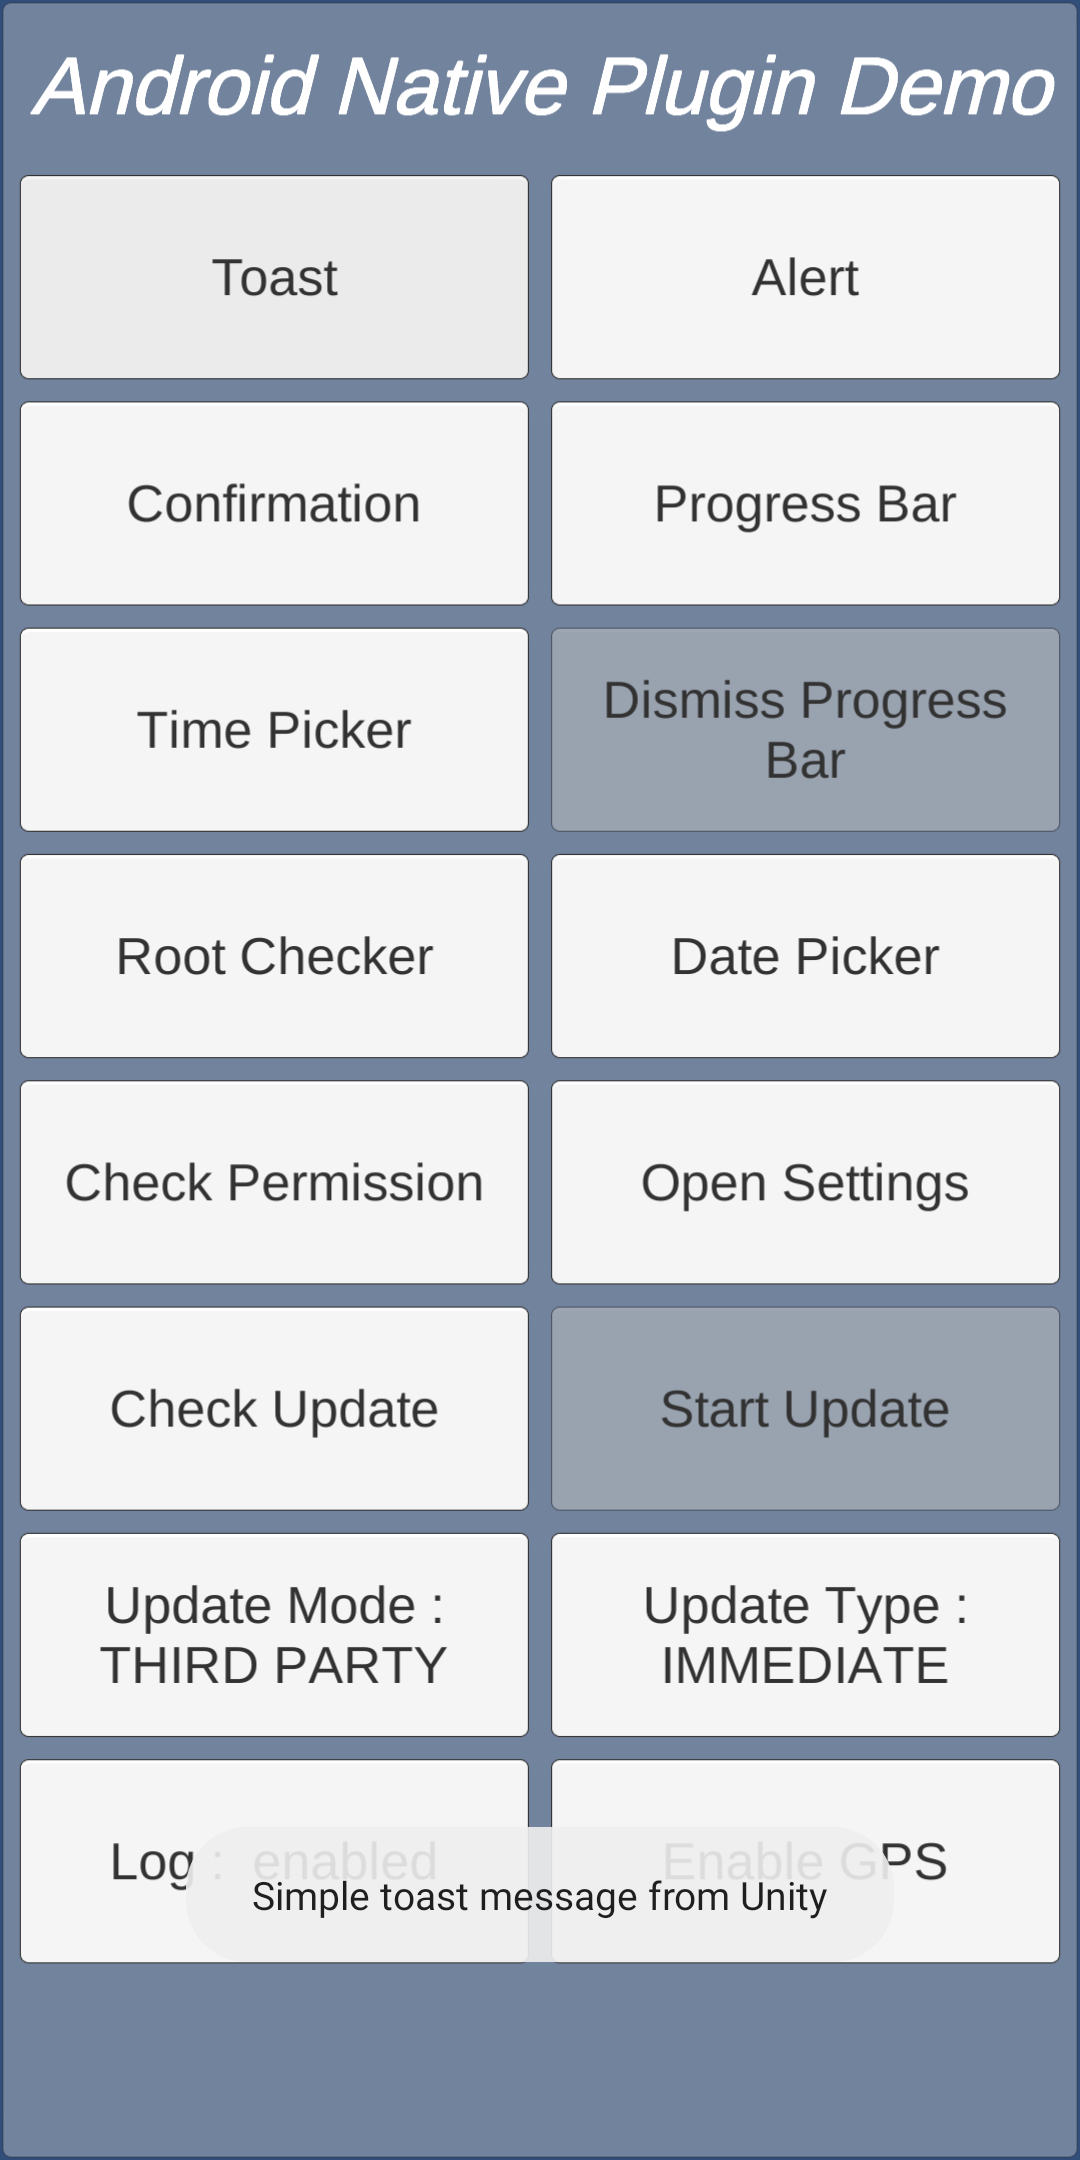 Android Native Plugin Demo
Toast
Alert
Confirmation
Progress Bar
Time Picker
Dismiss Progress
Bar
Root Checker
Date Picker
Check Permission
Open Settings
Check Update
Start Update
Update Mode :
THIRD PARTY
Update Type :
IMMEDIATE
Log : enabled
Enable GPS
Simple toast message from Unity